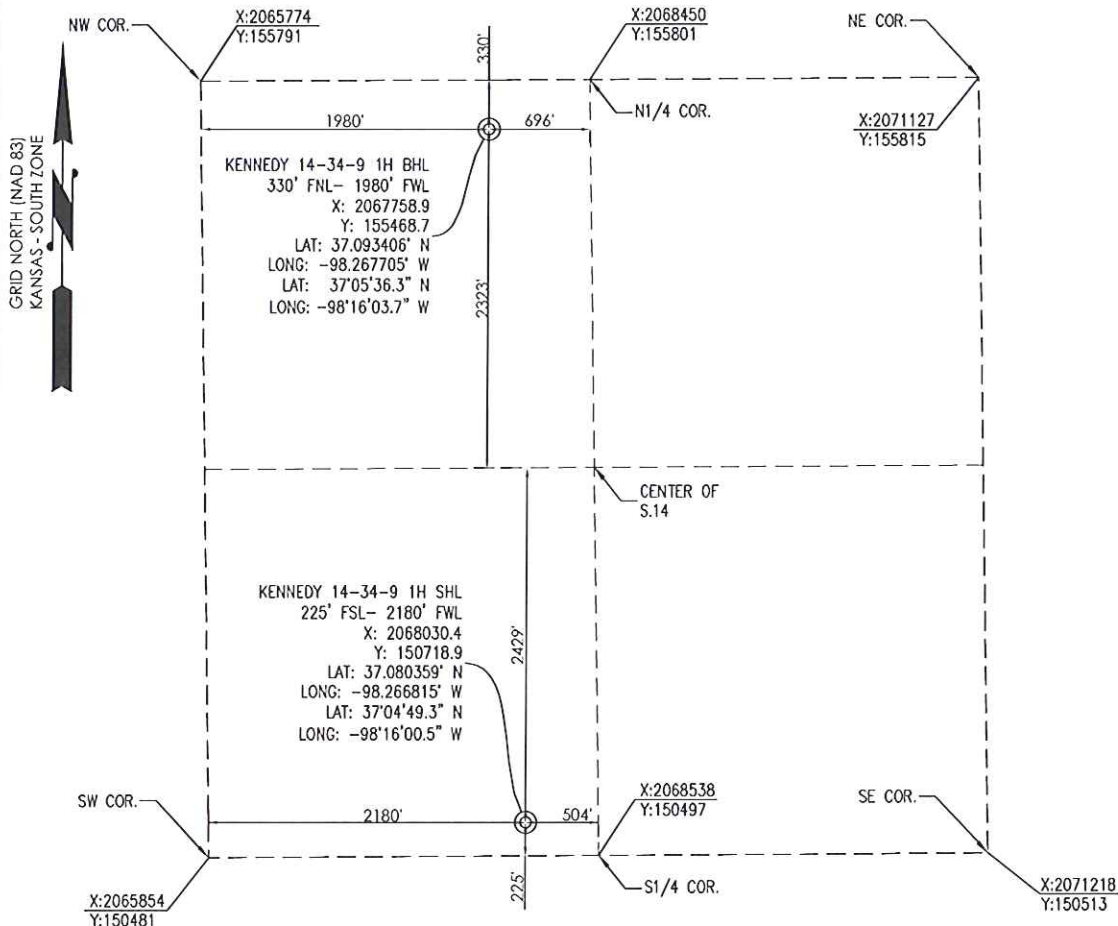 NW COR.
X:2065774
Y:155791
330'
X:2068450
Y:155801
NE COR.
N1/4 COR.
X:2071127
Y:155815
GRID NORTH (NAD 83)
KANSAS - SOUTH ZONE
1980'
696'
KENNEDY 14-34-9 1H BHL
330' FNL- 1980' FWL
X: 2067758.9
Y: 155468.7
LAT: 37.093406° N
LONG: -98.267705° W
LAT: 37°05'36.3" N
LONG: -98°16'03.7" W
2323'
CENTER OF
S.14
KENNEDY 14-34-9 1H SHL
225' FSL- 2180' FWL
X: 2068030.4
Y: 150718.9
LAT: 37.080359° N
LONG: -98.266815° W
LAT: 37°04'49.3" N
LONG: -98°16'00.5" W
2429'
SW COR.
2180'
504'
X:2068538
Y:150497
SE COR.
X:2065854
Y:150481
225'
S1/4 COR.
X:2071218
Y:150513